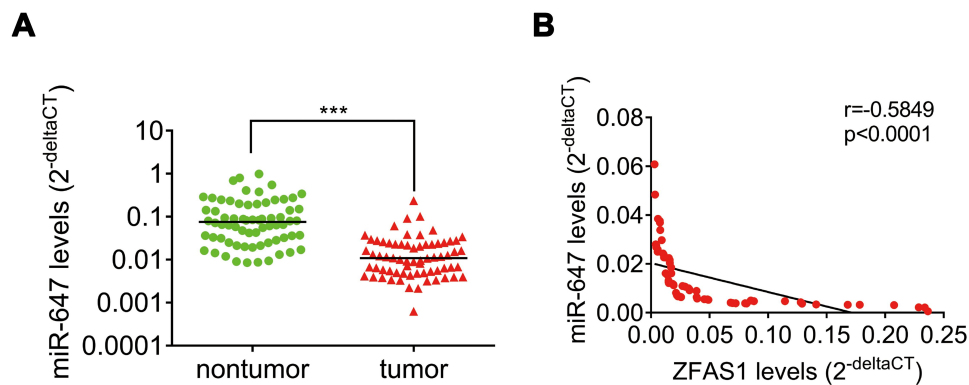 A
miR-647 levels (2-deltaCT)
10
1
0.1
0.01
0.001
0.0001
***
nontumor
tumor
B
miR-647 levels (2-deltaCT)
0.08
0.06
0.04
0.02
0.00
r=-0.5849
p<0.0001
0.00
0.05
0.10
0.15
0.20
0.25
ZFAS1 levels (2-deltaCT)